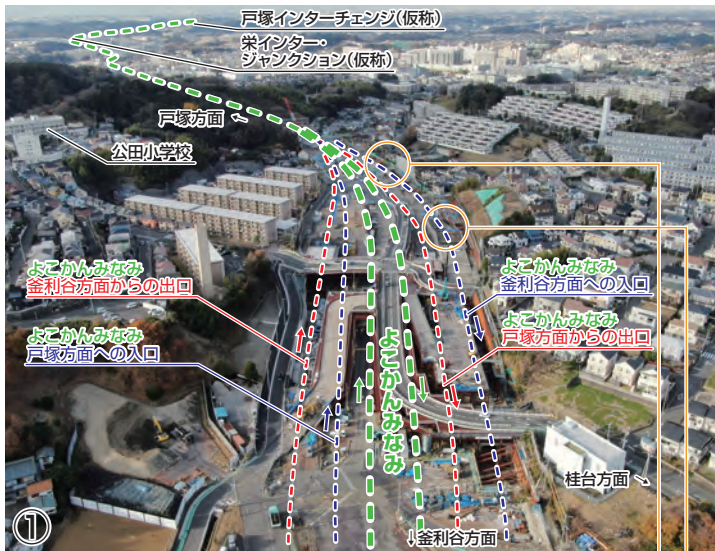 戸塚インターチェンジ(仮称)
栄インター・
ジャンクション(仮称)
戸塚方面 ←
公田小学校
よこかんみなみ
釜利谷方面からの出口
よこかんみなみ
戸塚方面への入口
よこかんみなみ
釜利谷方面への入口
よこかんみなみ
戸塚方面からの出口
よこかんみなみ
桂台方面
↓釜利谷方面
①